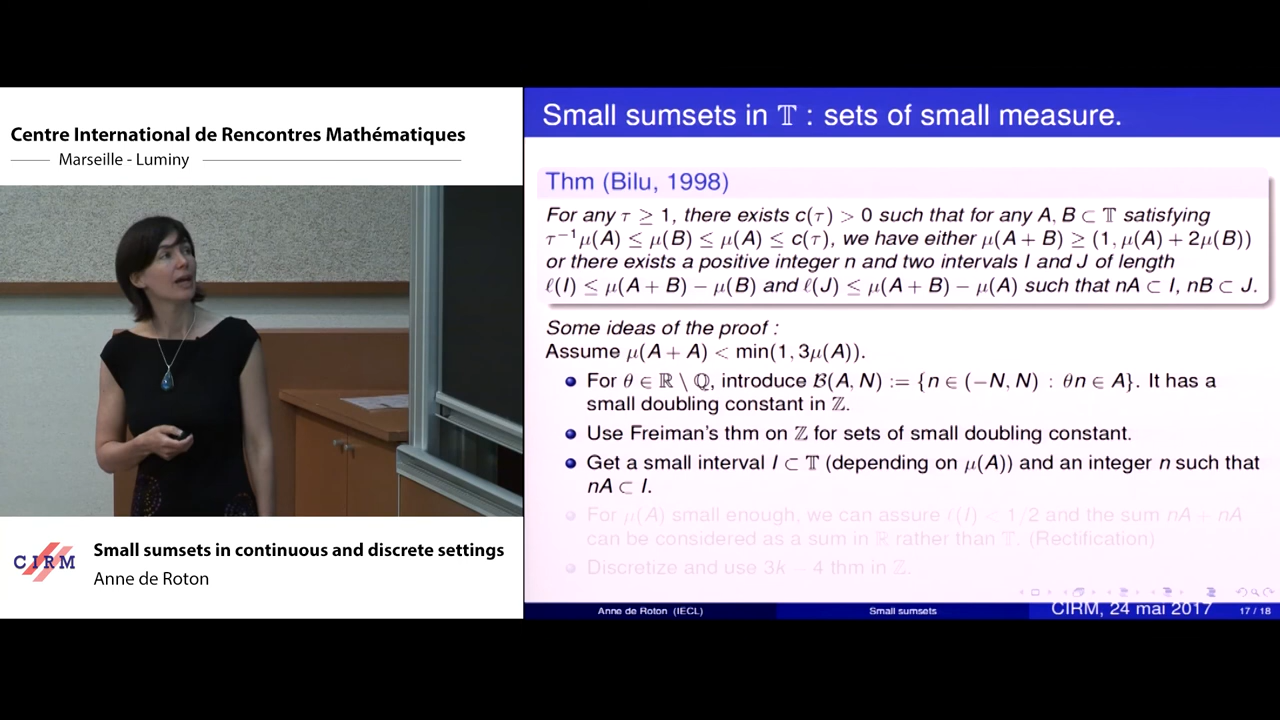 Centre International de Rencontres Mathématiques
Marseille - Luminy
CIRM
Small sumsets in continuous and discrete settings
Anne de Roton
Small sumsets in 𝕋 : sets of small measure.
Thm (Bilu, 1998)
For any τ ≥ 1, there exists c(τ) > 0 such that for any A, B ⊂ 𝕋 satisfying
τ⁻¹μ(A) ≤ μ(B) ≤ μ(A) ≤ c(τ), we have either μ(A + B) ≥ (1, μ(A) + 2μ(B))
or there exists a positive integer n and two intervals I and J of length
ℓ(I) ≤ μ(A + B) − μ(B) and ℓ(J) ≤ μ(A + B) − μ(A) such that nA ⊂ I, nB ⊂ J.
Some ideas of the proof :
Assume μ(A + A) < min(1, 3μ(A)).
For θ ∈ ℝ \ ℚ, introduce ℬ(A, N) := {n ∈ (−N, N) : θn ∈ A}. It has a
small doubling constant in ℤ.
Use Freiman's thm on ℤ for sets of small doubling constant.
Get a small interval I ⊂ 𝕋 (depending on μ(A)) and an integer n such that
nA ⊂ I.
For μ(A) small enough, we can assure ℓ(I) < 1/2 and the sum nA + nA
can be considered as a sum in ℝ rather than 𝕋. (Rectification)
Discretize and use 3k − 4 thm in ℤ.
Anne de Roton (IECL)
Small sumsets
CIRM, 24 mai 2017
17 / 18